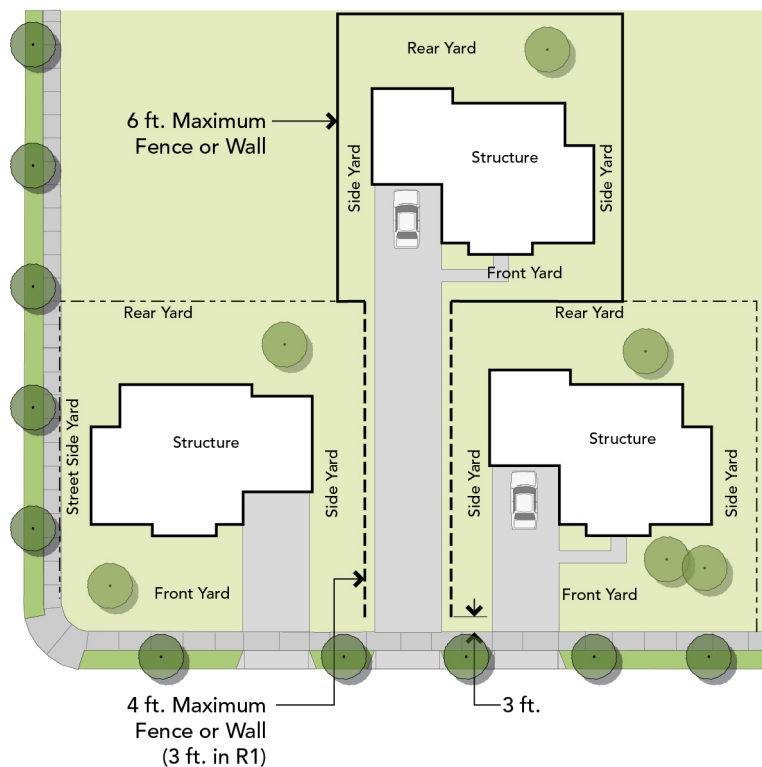 Rear Yard
6 ft. Maximum
Fence or Wall
Side Yard
Structure
Side Yard
Front Yard
Rear Yard
Rear Yard
Street Side Yard
Structure
Side Yard
Side Yard
Structure
Side Yard
Front Yard
Front Yard
4 ft. Maximum
Fence or Wall
(3 ft. in R1)
3 ft.